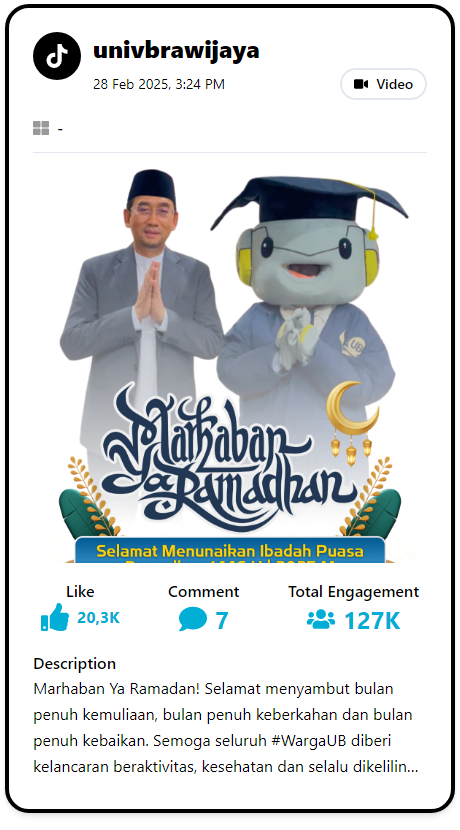 univbrawijaya
28 Feb 2025, 3:24 PM
Video
-
UB
Marhaban
Ya Ramadhan
Selamat Menunaikan Ibadah Puasa
Like
Comment
Total Engagement
20,3K
7
127K
Description
Marhaban Ya Ramadan! Selamat menyambut bulan
penuh kemuliaan, bulan penuh keberkahan dan bulan
penuh kebaikan. Semoga seluruh #WargaUB diberi
kelancaran beraktivitas, kesehatan dan selalu dikelilin...